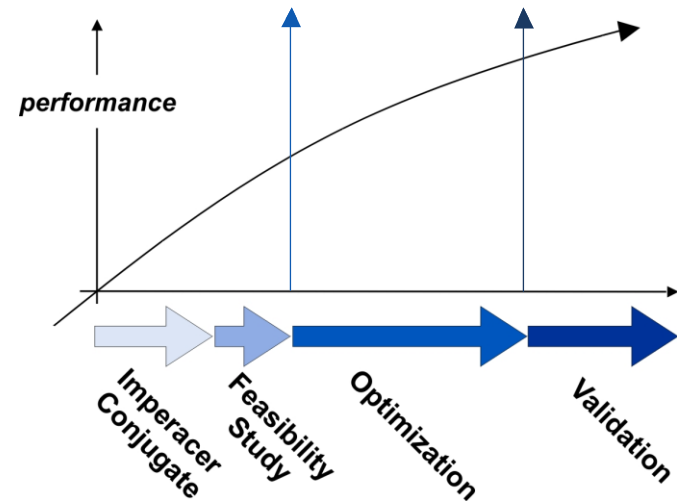 performance
Imperacer
Conjugate
Feasibility
Study
Optimization
Validation